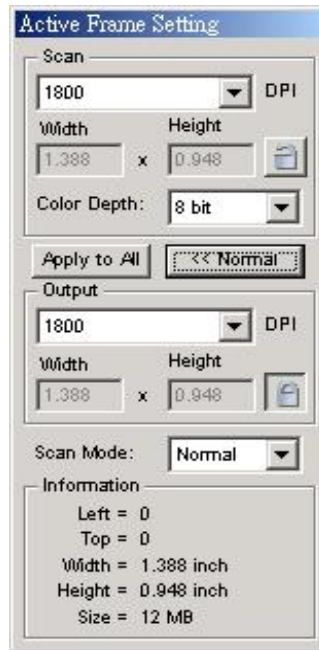 Active Frame Setting
Scan
1800 DPI
Width Height
1.388 x 0.948
Color Depth: 8 bit
Apply to All << Normal
Output
1800 DPI
Width Height
1.388 x 0.948
Scan Mode: Normal
Information
Left = 0
Top = 0
Width = 1.388 inch
Height = 0.948 inch
Size = 12 MB